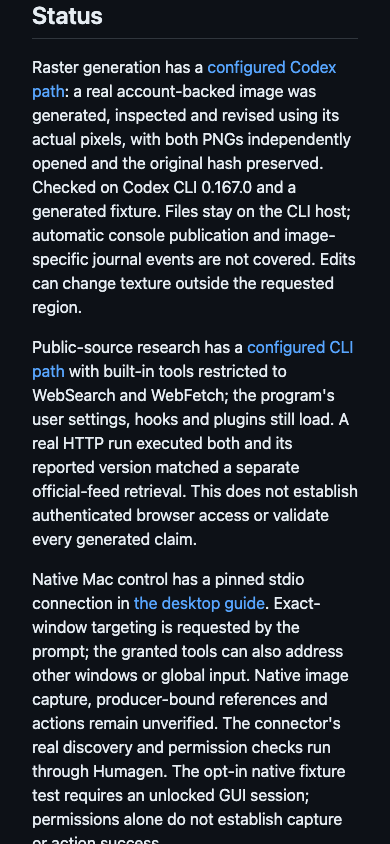 Status
Raster generation has a configured Codex
path: a real account-backed image was
generated, inspected and revised using its
actual pixels, with both PNGs independently
opened and the original hash preserved.
Checked on Codex CLI 0.167.0 and a
generated fixture. Files stay on the CLI host;
automatic console publication and image-
specific journal events are not covered. Edits
can change texture outside the requested
region.
Public-source research has a configured CLI
path with built-in tools restricted to
WebSearch and WebFetch; the program's
user settings, hooks and plugins still load. A
real HTTP run executed both and its
reported version matched a separate
official-feed retrieval. This does not establish
authenticated browser access or validate
every generated claim.
Native Mac control has a pinned stdio
connection in the desktop guide. Exact-
window targeting is requested by the
prompt; the granted tools can also address
other windows or global input. Native image
capture, producer-bound references and
actions remain unverified. The connector's
real discovery and permission checks run
through Humagen. The opt-in native fixture
test requires an unlocked GUI session;
permissions alone do not establish capture
or action success.